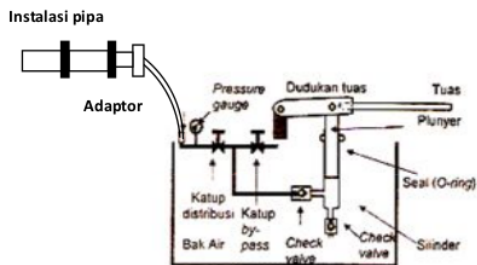 Instalasi pipa
Adaptor
Pressure
gauge
Dudukan tuas
Tuas
Plunyer
Seal (O-ring)
Katup
distribusi
Katup
by-
pass
Bak Air
Check
valve
Check
valve
Silinder